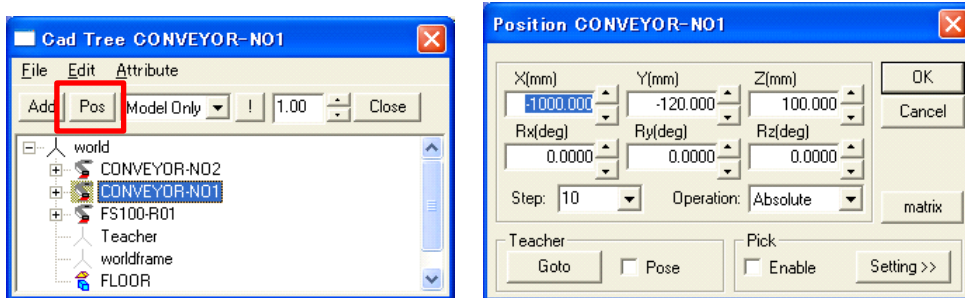 Cad Tree CONVEYOR-NO1
File Edit Attribute
Add Pos Model Only ! 1.00 Close
world
CONVEYOR-NO2
CONVEYOR-NO1
FS100-R01
Teacher
worldframe
FLOOR
Position CONVEYOR-NO1
X(mm) Y(mm) Z(mm) OK
-1000.000 -120.000 100.000 Cancel
Rx(deg) Ry(deg) Rz(deg)
0.0000 0.0000 0.0000
Step: 10 Operation: Absolute matrix
Teacher Pick
Goto Pose Enable Setting >>